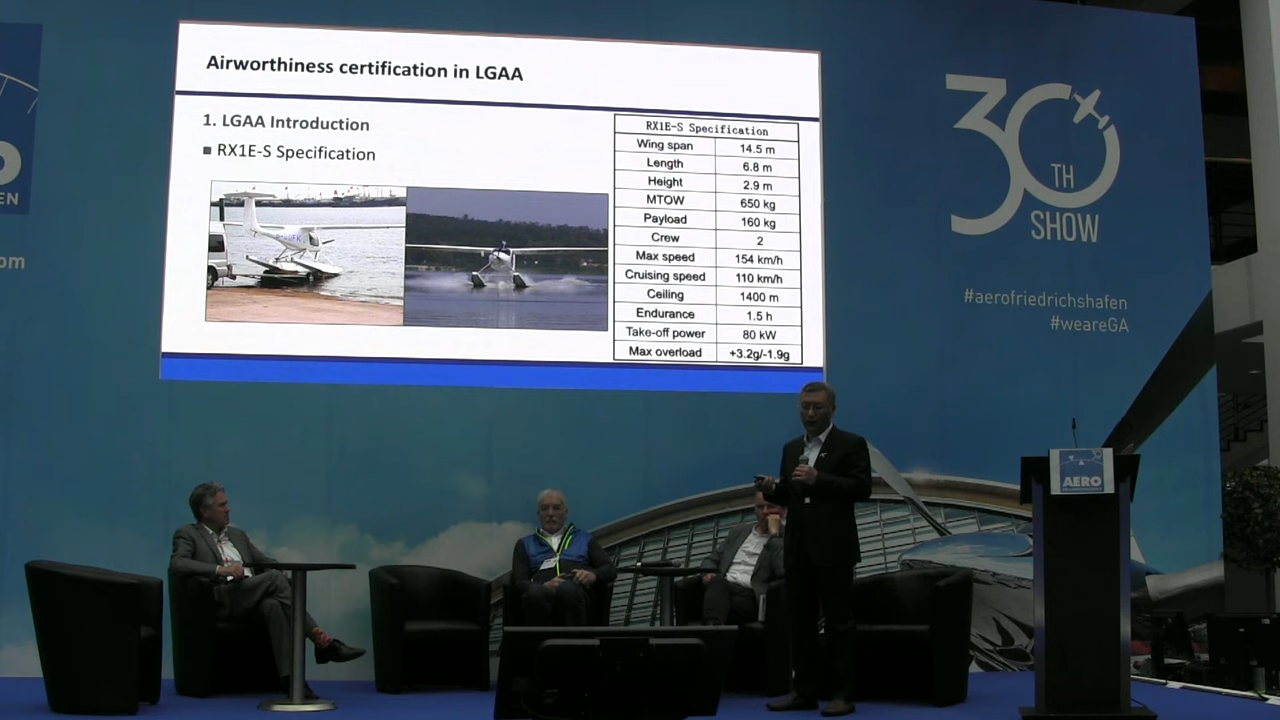 Airworthiness certification in LGAA
1. LGAA Introduction
■ RX1E-S Specification
RX1E-S Specification
Wing span 14.5 m
Length 6.8 m
Height 2.9 m
MTOW 650 kg
Payload 160 kg
Crew 2
Max speed 154 km/h
Cruising speed 110 km/h
Ceiling 1400 m
Endurance 1.5 h
Take-off power 80 kW
Max overload +3.2g/-1.9g
30
TH
SHOW
#aerofriedrichshafen
#weareGA
O
EN
om
AERO